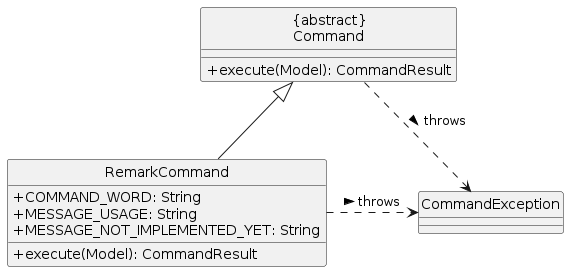 {abstract}
Command
+execute(Model): CommandResult
throws
RemarkCommand
+COMMAND_WORD: String
+MESSAGE_USAGE: String
+MESSAGE_NOT_IMPLEMENTED_YET: String
+execute(Model): CommandResult
throws
CommandException